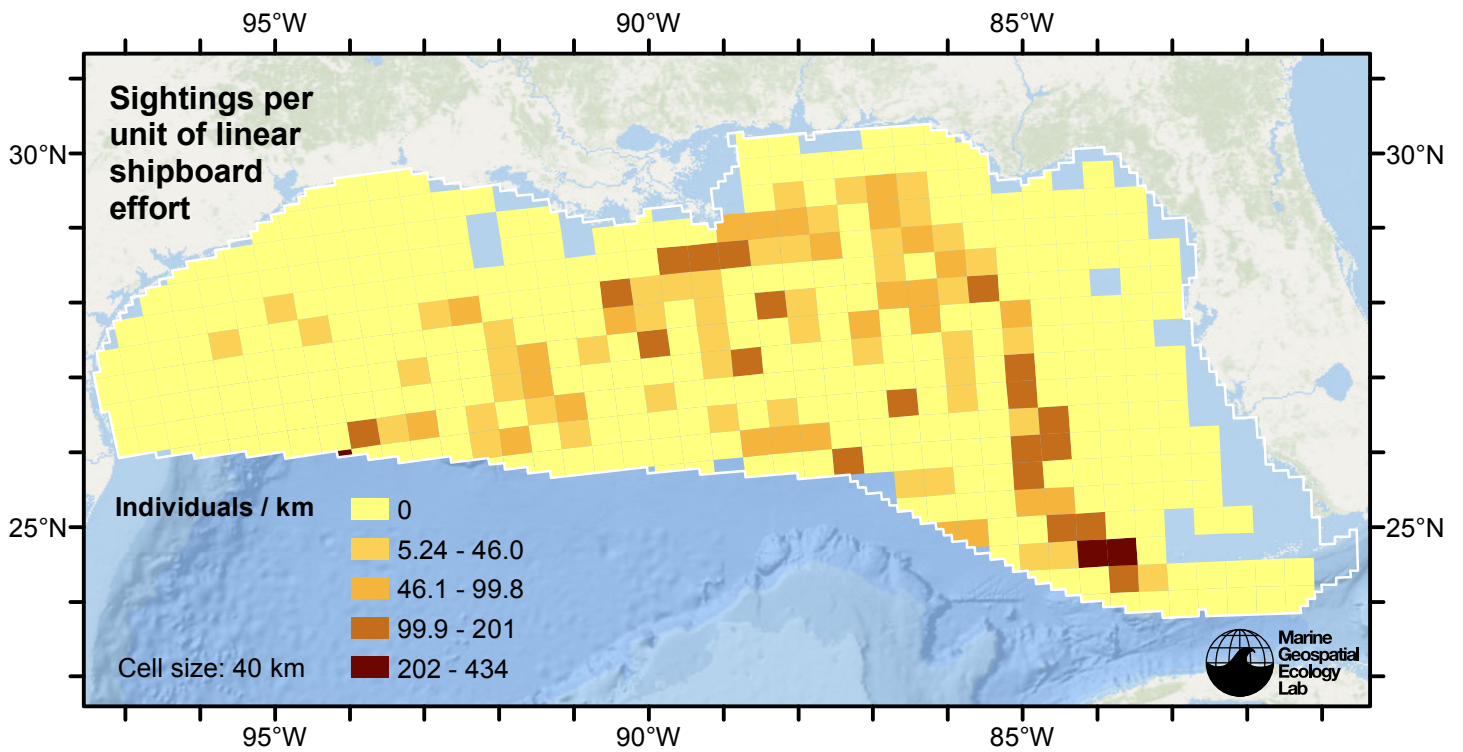 95°W 90°W 85°W
Sightings per
unit of linear
shipboard
effort
30°N 30°N
25°N 25°N
Individuals / km
0
5.24 - 46.0
46.1 - 99.8
99.9 - 201
202 - 434
Cell size: 40 km
Marine
Geospatial
Ecology
Lab
95°W 90°W 85°W